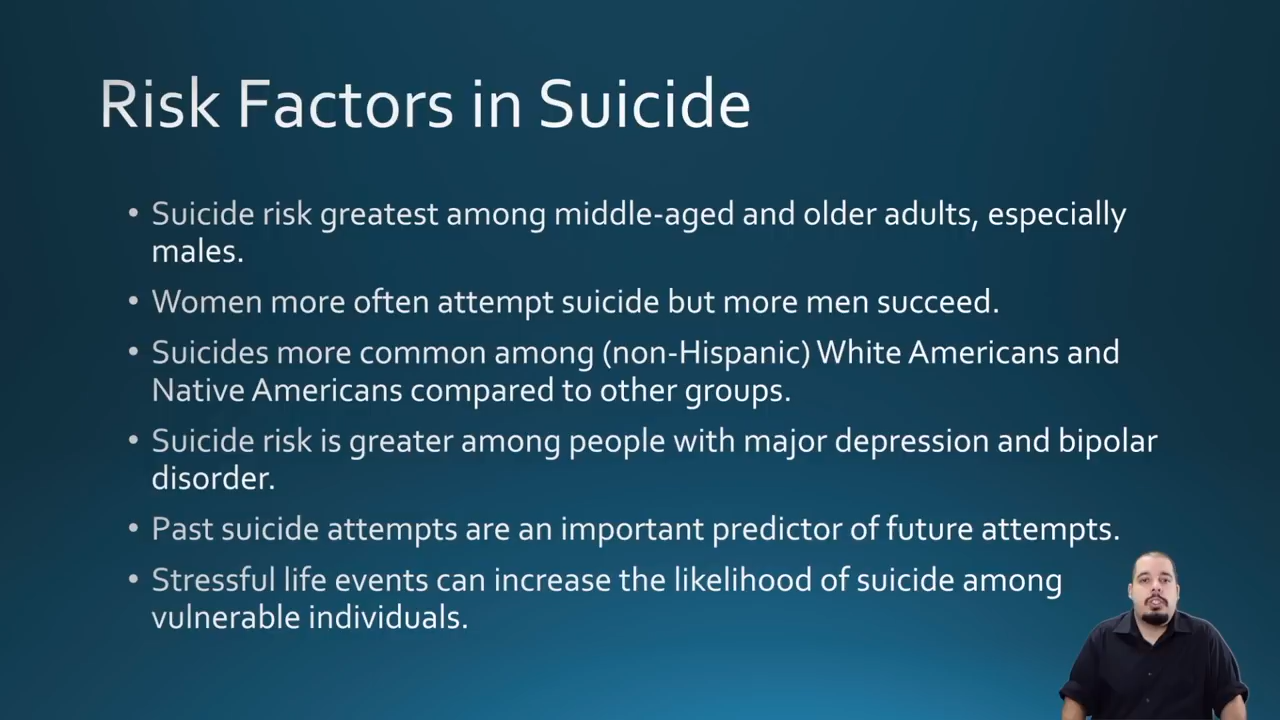 Risk Factors in Suicide
• Suicide risk greatest among middle-aged and older adults, especially
males.
• Women more often attempt suicide but more men succeed.
• Suicides more common among (non-Hispanic) White Americans and
Native Americans compared to other groups.
• Suicide risk is greater among people with major depression and bipolar
disorder.
• Past suicide attempts are an important predictor of future attempts.
• Stressful life events can increase the likelihood of suicide among
vulnerable individuals.